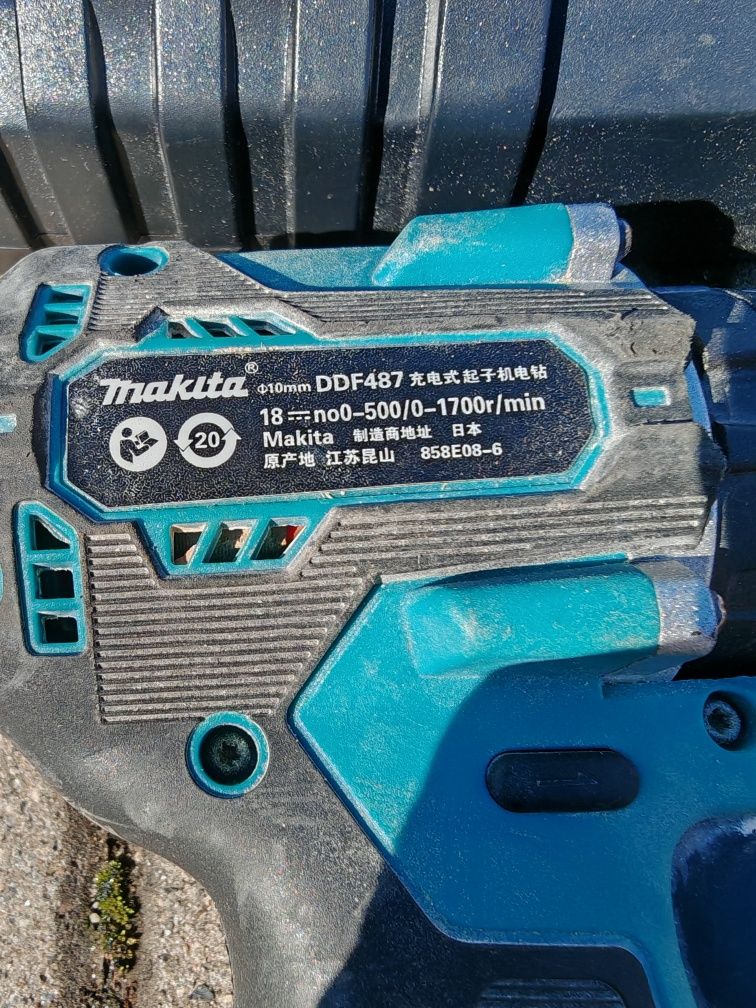 makita® Φ10mm DDF487 充电式起子机电钻
18⎓no0-500/0-1700r/min
20
Makita 制造商地址 日本
原产地 江苏昆山 858E08-6